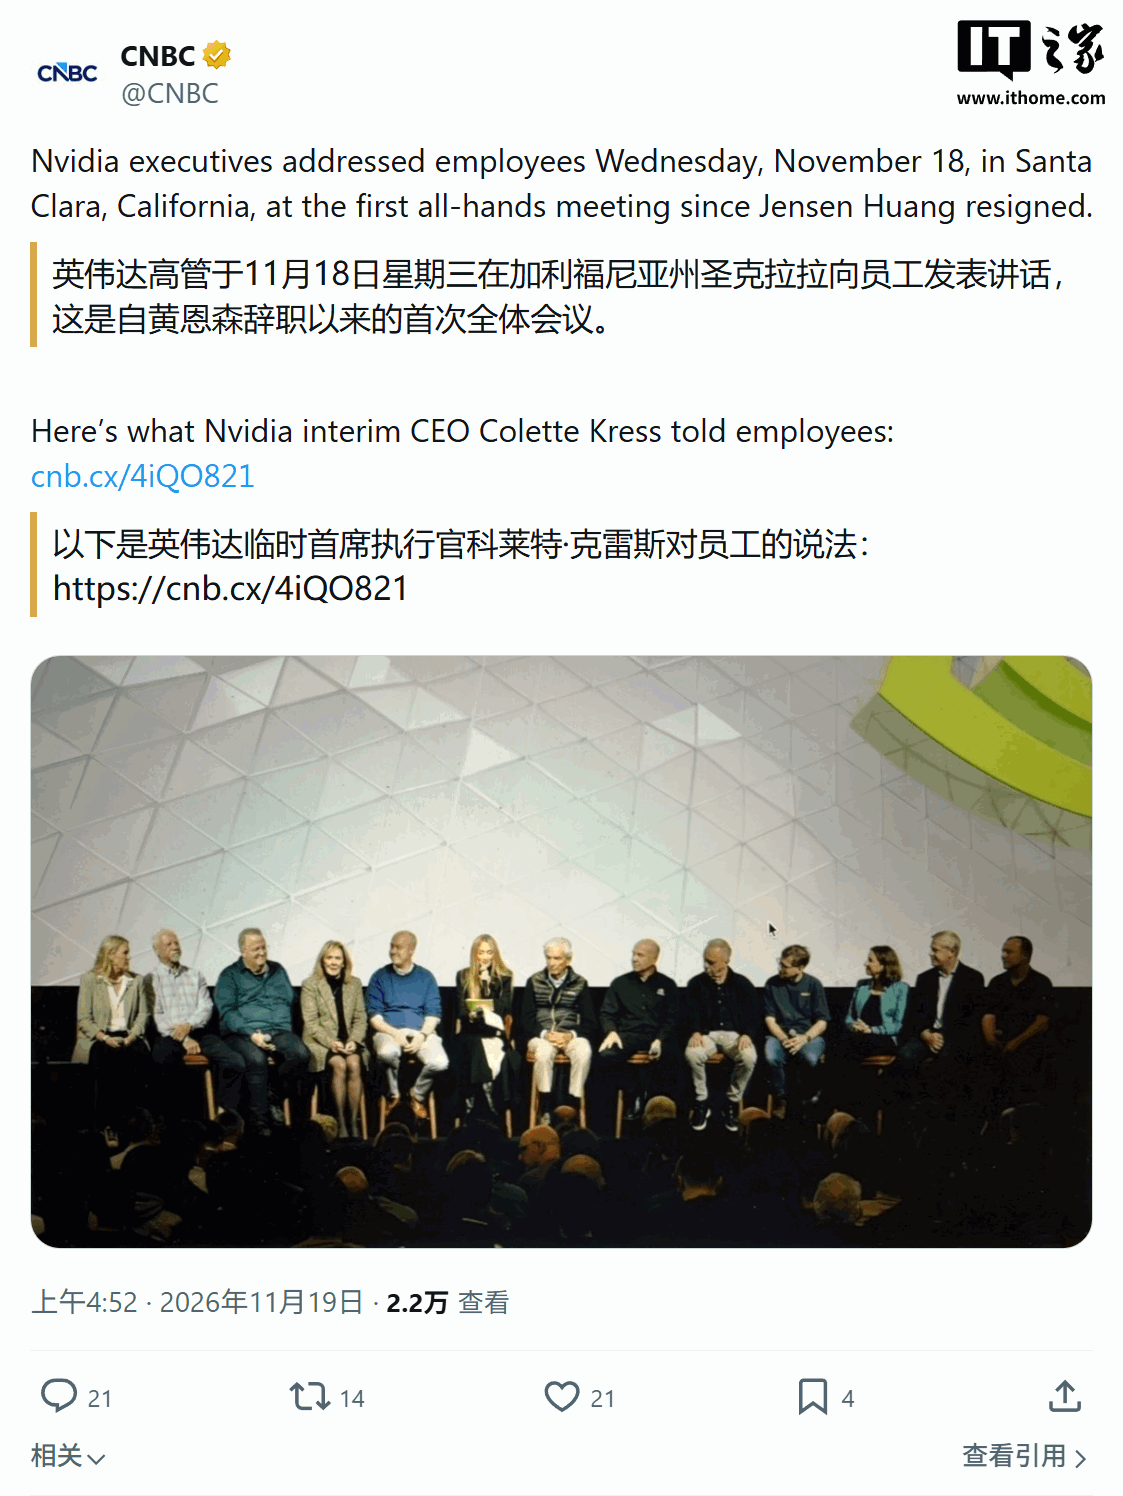 CNBC
@CNBC
CNBC
IT之家
www.ithome.com
Nvidia executives addressed employees Wednesday, November 18, in Santa
Clara, California, at the first all-hands meeting since Jensen Huang resigned.
英伟达高管于11月18日星期三在加利福尼亚州圣克拉拉向员工发表讲话，
这是自黄恩森辞职以来的首次全体会议。
Here’s what Nvidia interim CEO Colette Kress told employees:
cnb.cx/4iQO821
以下是英伟达临时首席执行官科莱特·克雷斯对员工的说法：
https://cnb.cx/4iQO821
上午4:52 · 2026年11月19日 · 2.2万 查看
21 14 21 4
相关 查看引用